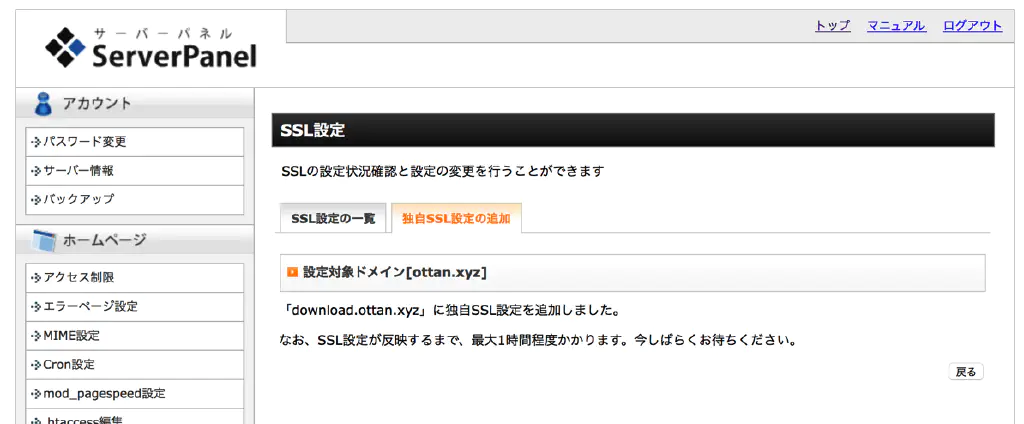 サーバーパネル
ServerPanel
トップ マニュアル ログアウト
アカウント
パスワード変更
サーバー情報
バックアップ
ホームページ
アクセス制限
エラーページ設定
MIME設定
Cron設定
mod_pagespeed設定
.htaccess編集
SSL設定
SSLの設定状況確認と設定の変更を行うことができます
SSL設定の一覧 独自SSL設定の追加
設定対象ドメイン[ottan.xyz]
「download.ottan.xyz」に独自SSL設定を追加しました。
なお、SSL設定が反映するまで、最大1時間程度かかります。今しばらくお待ちください。
戻る